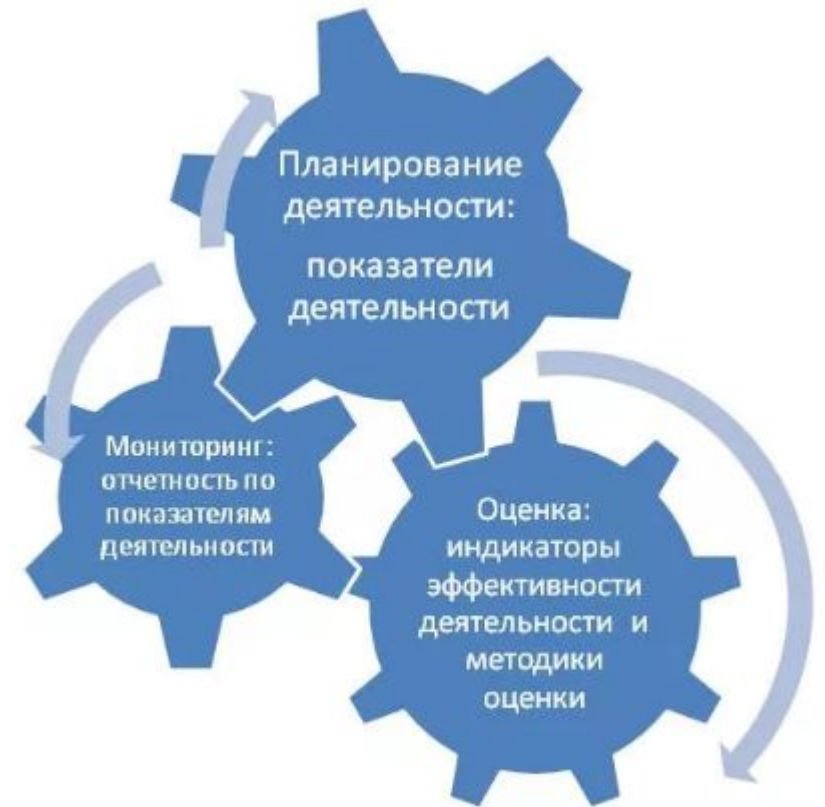 Планирование
деятельности:
показатели
деятельности
Мониторинг:
отчетность по
показателям
деятельности
Оценка:
индикаторы
эффективности
деятельности и
методики
оценки